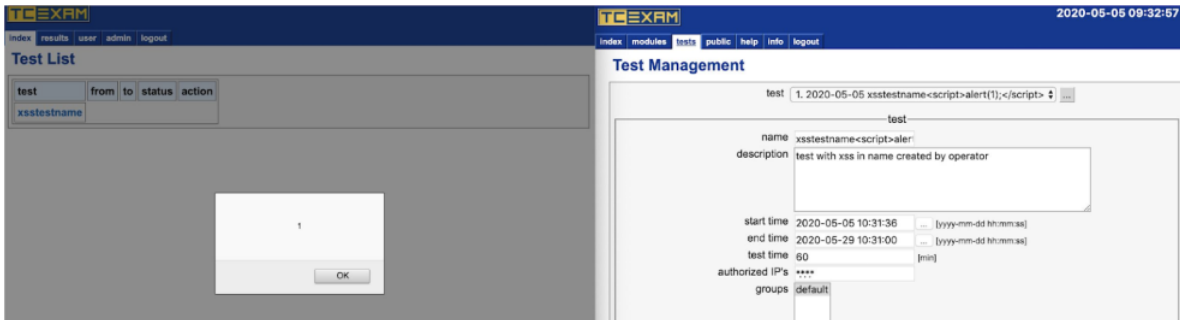 TCEXAM
index results user admin logout
Test List
test from to status action
xsstestname
1
OK
TCEXAM
2020-05-05 09:32:57
index modules tests public help info logout
Test Management
test 1. 2020-05-05 xsstestname<script>alert(1);</script> ...
test
name xsstestname<script>aler
description test with xss in name created by operator
start time 2020-05-05 10:31:36 ... [yyyy-mm-dd hh:mm:ss]
end time 2020-05-29 10:31:00 ... [yyyy-mm-dd hh:mm:ss]
test time 60 [min]
authorized IP's *.*.*.*
groups default